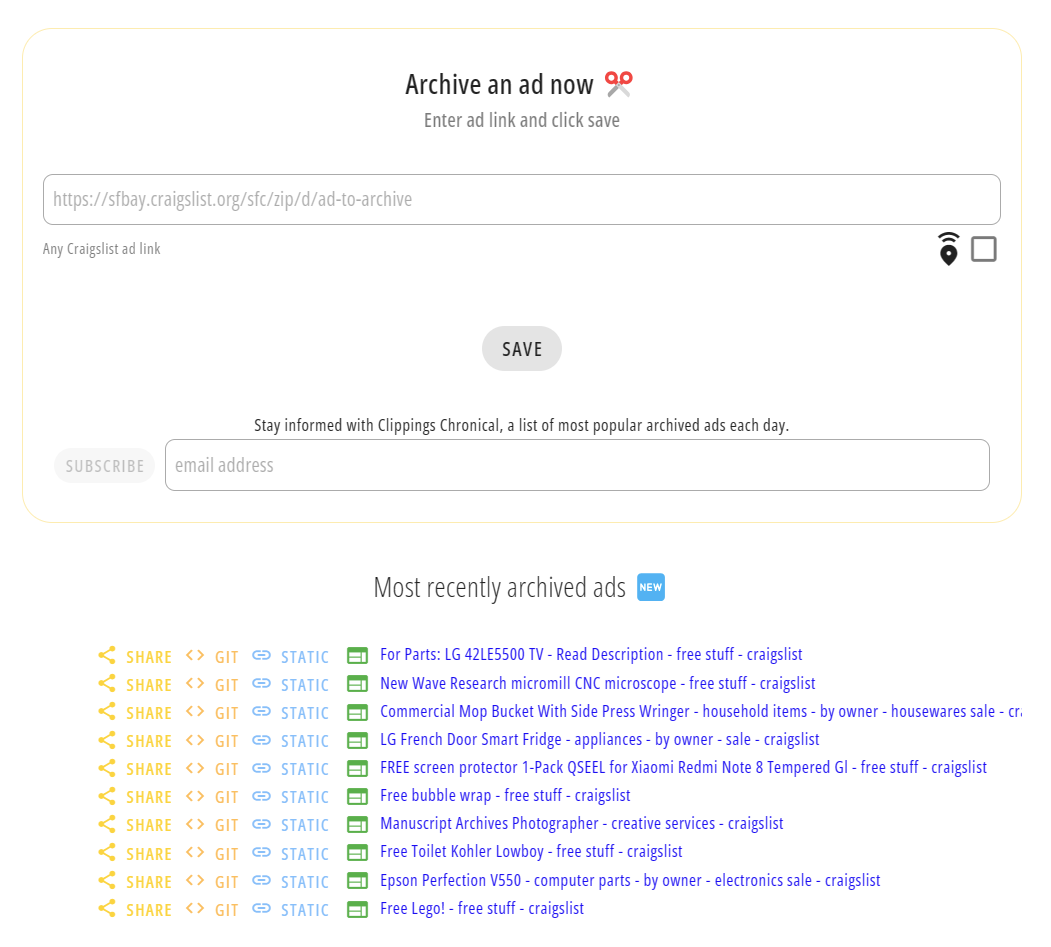 Archive an ad now
Enter ad link and click save
https://sfbay.craigslist.org/sfc/zip/d/ad-to-archive
Any Craigslist ad link
SAVE
Stay informed with Clippings Chronical, a list of most popular archived ads each day.
SUBSCRIBE email address
Most recently archived ads NEW
SHARE GIT STATIC For Parts: LG 42LE5500 TV - Read Description - free stuff - craigslist
SHARE GIT STATIC New Wave Research micromill CNC microscope - free stuff - craigslist
SHARE GIT STATIC Commercial Mop Bucket With Side Press Wringer - household items - by owner - housewares sale - cra
SHARE GIT STATIC LG French Door Smart Fridge - appliances - by owner - sale - craigslist
SHARE GIT STATIC FREE screen protector 1-Pack QSEEL for Xiaomi Redmi Note 8 Tempered Gl - free stuff - craigslist
SHARE GIT STATIC Free bubble wrap - free stuff - craigslist
SHARE GIT STATIC Manuscript Archives Photographer - creative services - craigslist
SHARE GIT STATIC Free Toilet Kohler Lowboy - free stuff - craigslist
SHARE GIT STATIC Epson Perfection V550 - computer parts - by owner - electronics sale - craigslist
SHARE GIT STATIC Free Lego! - free stuff - craigslist